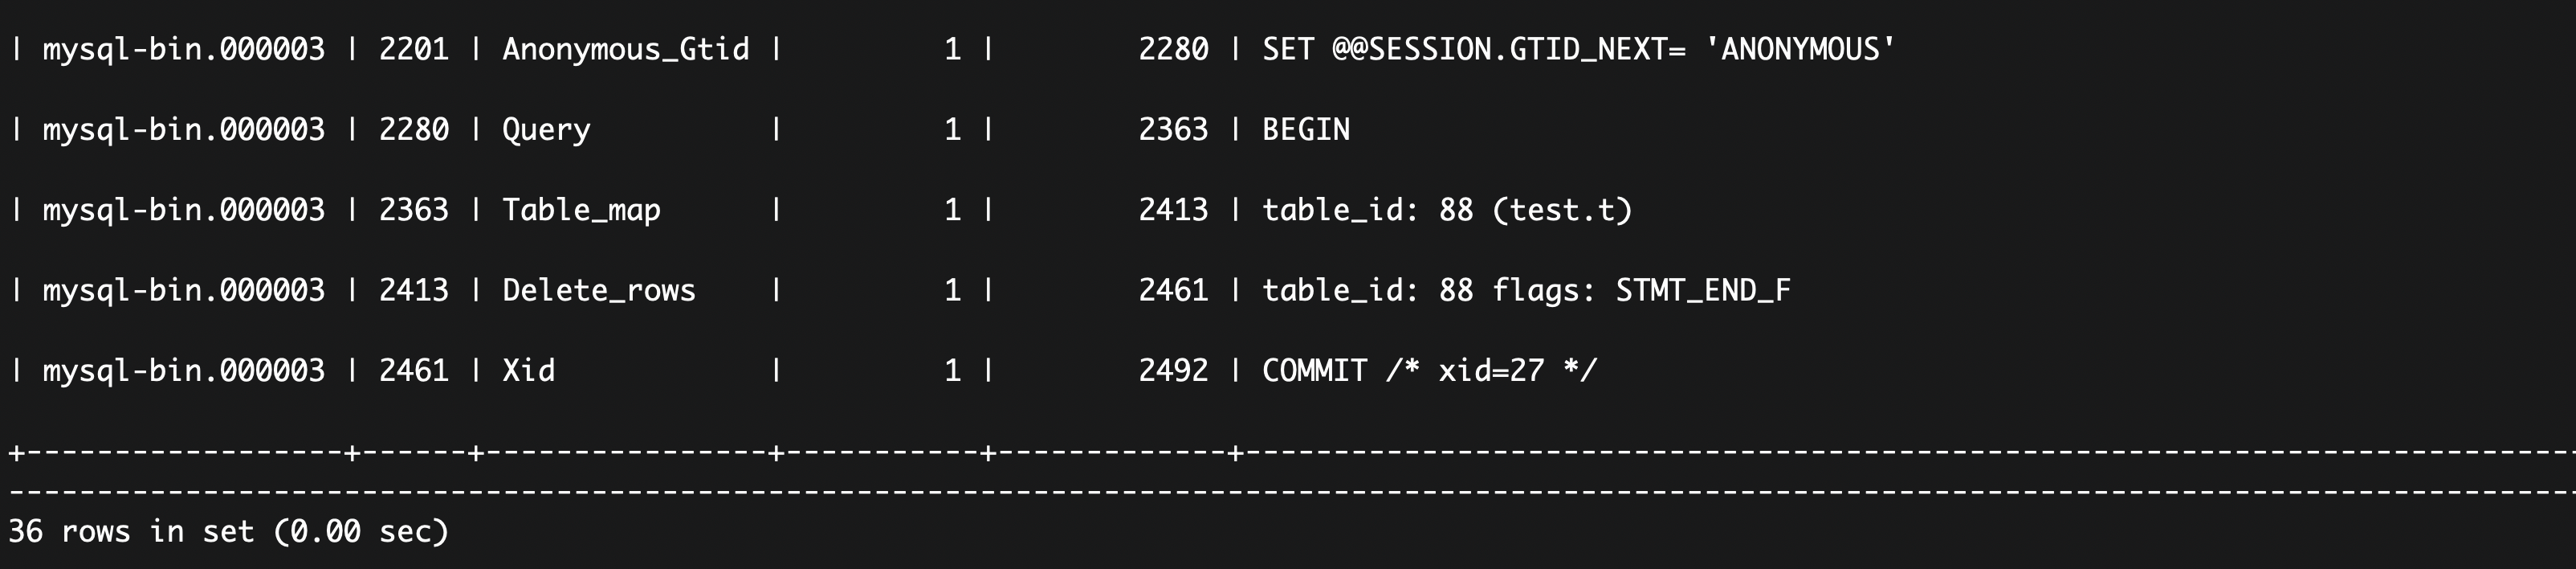 | mysql-bin.000003 | 2201 | Anonymous_Gtid |         1 |        2280 | SET @@SESSION.GTID_NEXT= 'ANONYMOUS'
| mysql-bin.000003 | 2280 | Query          |         1 |        2363 | BEGIN
| mysql-bin.000003 | 2363 | Table_map      |         1 |        2413 | table_id: 88 (test.t)
| mysql-bin.000003 | 2413 | Delete_rows    |         1 |        2461 | table_id: 88 flags: STMT_END_F
| mysql-bin.000003 | 2461 | Xid            |         1 |        2492 | COMMIT /* xid=27 */
+------------------+------+----------------+-----------+-------------+----------------------------------------------------------------------------
--------------------------------------------------------------------------------------------------------------------------------------------------
36 rows in set (0.00 sec)